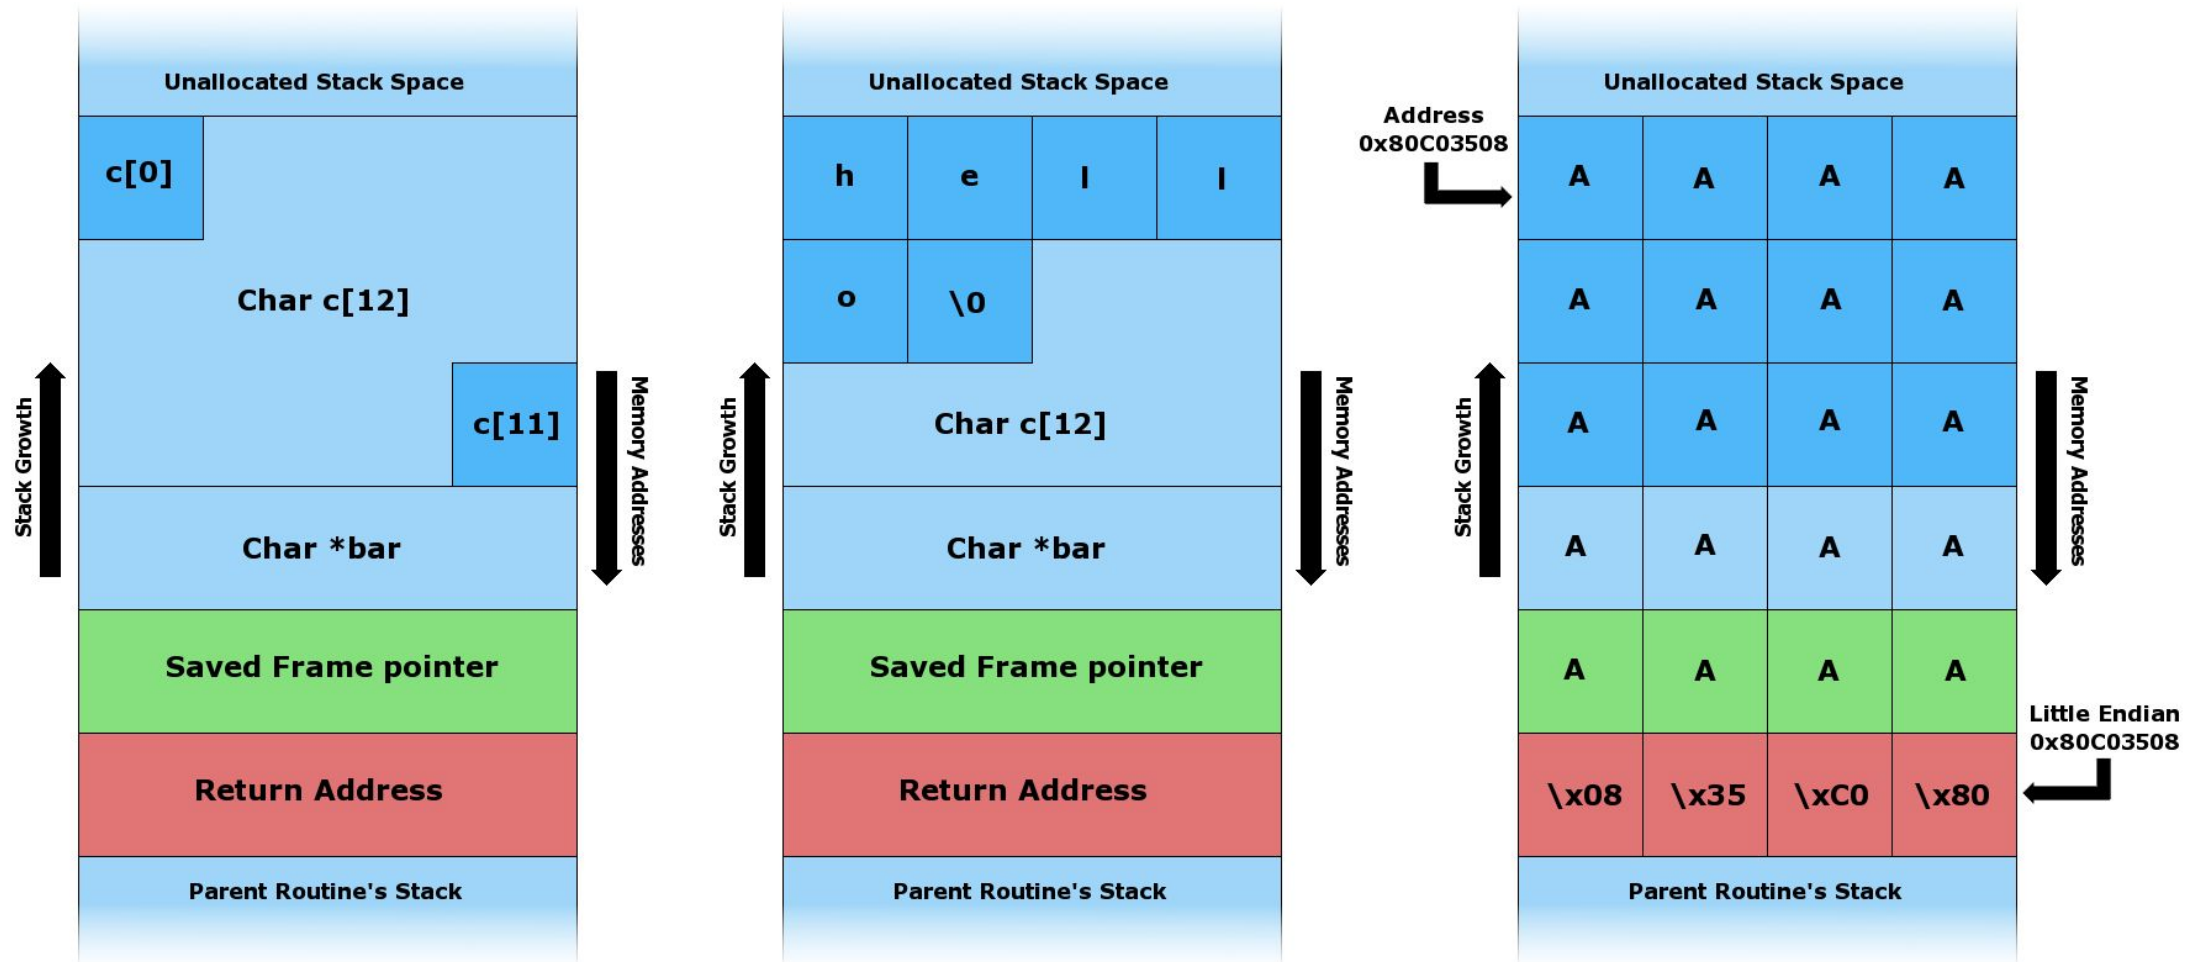 Unallocated Stack Space
c[0]
Char c[12]
c[11]
Char *bar
Saved Frame pointer
Return Address
Parent Routine's Stack
Stack Growth
Memory Addresses
Unallocated Stack Space
h e l l
o \0
Char c[12]
Char *bar
Saved Frame pointer
Return Address
Parent Routine's Stack
Stack Growth
Memory Addresses
Address
0x80C03508
Unallocated Stack Space
A A A A
A A A A
A A A A
A A A A
A A A A
\x08 \x35 \xC0 \x80
Parent Routine's Stack
Stack Growth
Memory Addresses
Little Endian
0x80C03508